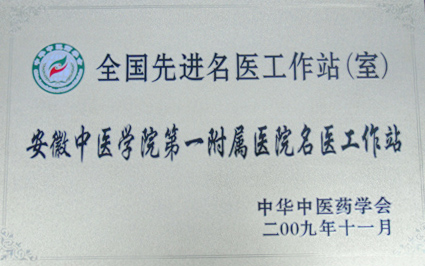 全国先进名医工作站(室)
安徽中医学院第一附属医院名医工作站
中华中医药学会
二00九年十一月